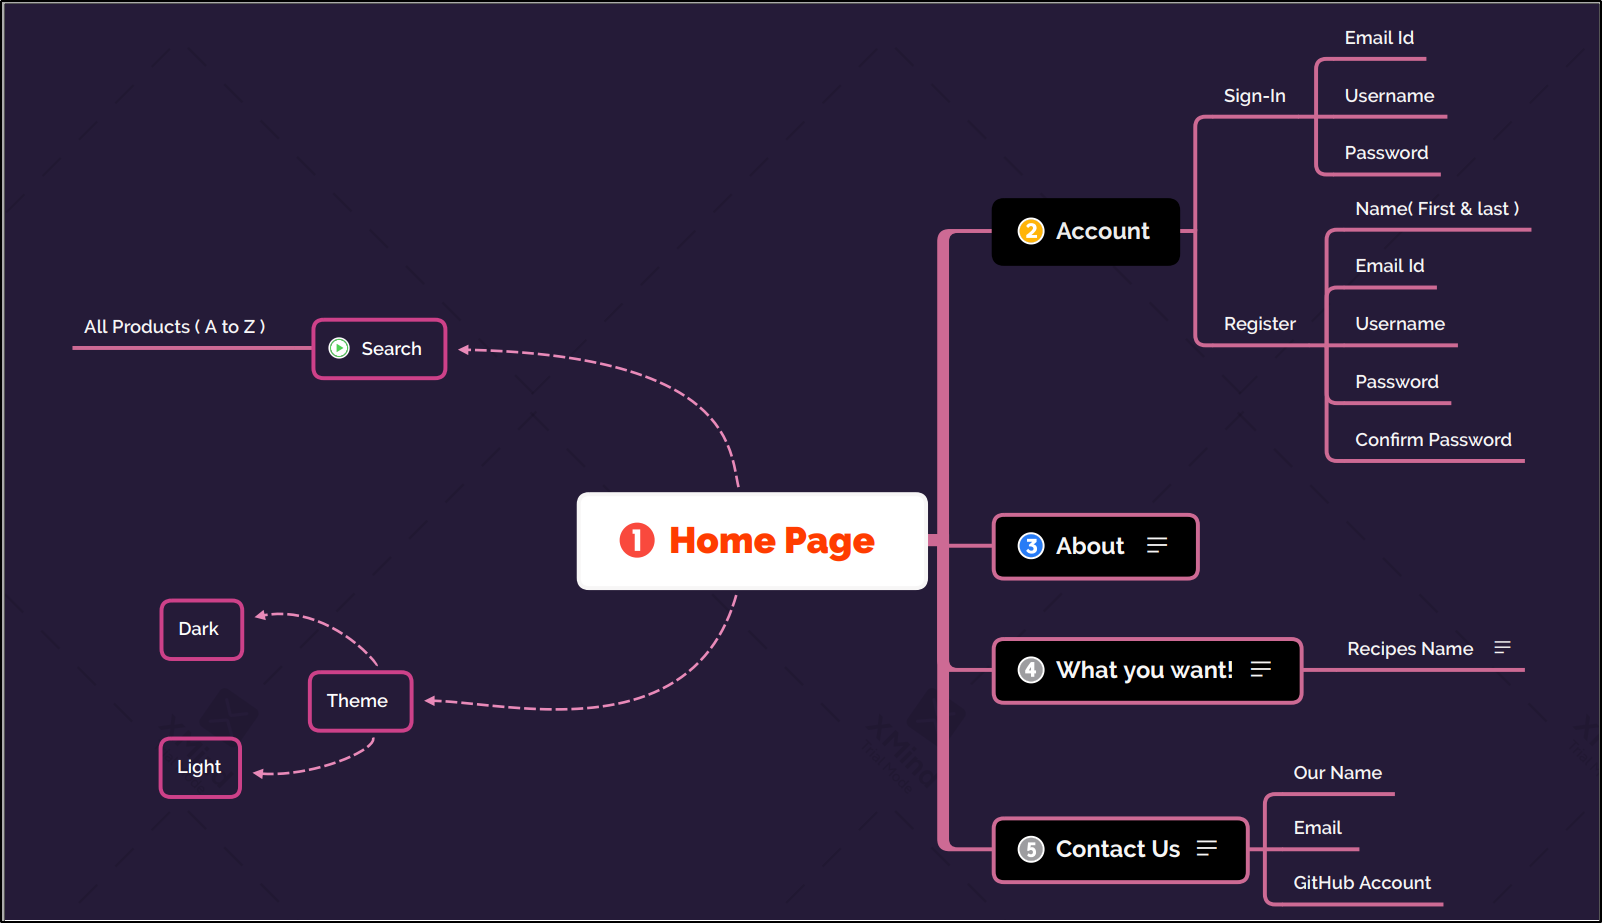 Email Id
Sign-In
Username
Password
Name( First & last )
2 Account
Email Id
Register
Username
Password
Confirm Password
All Products ( A to Z )
Search
1 Home Page
3 About
Dark
Theme
Light
4 What you want!
Recipes Name
Our Name
5 Contact Us
Email
GitHub Account
XMind